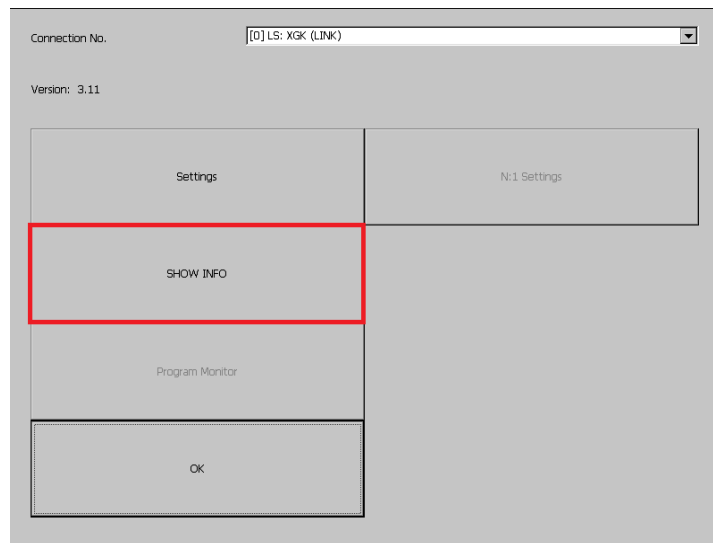 Connection No. [0] LS: XGK (LINK)
Version: 3.11
Settings N:1 Settings
SHOW INFO
Program Monitor
OK